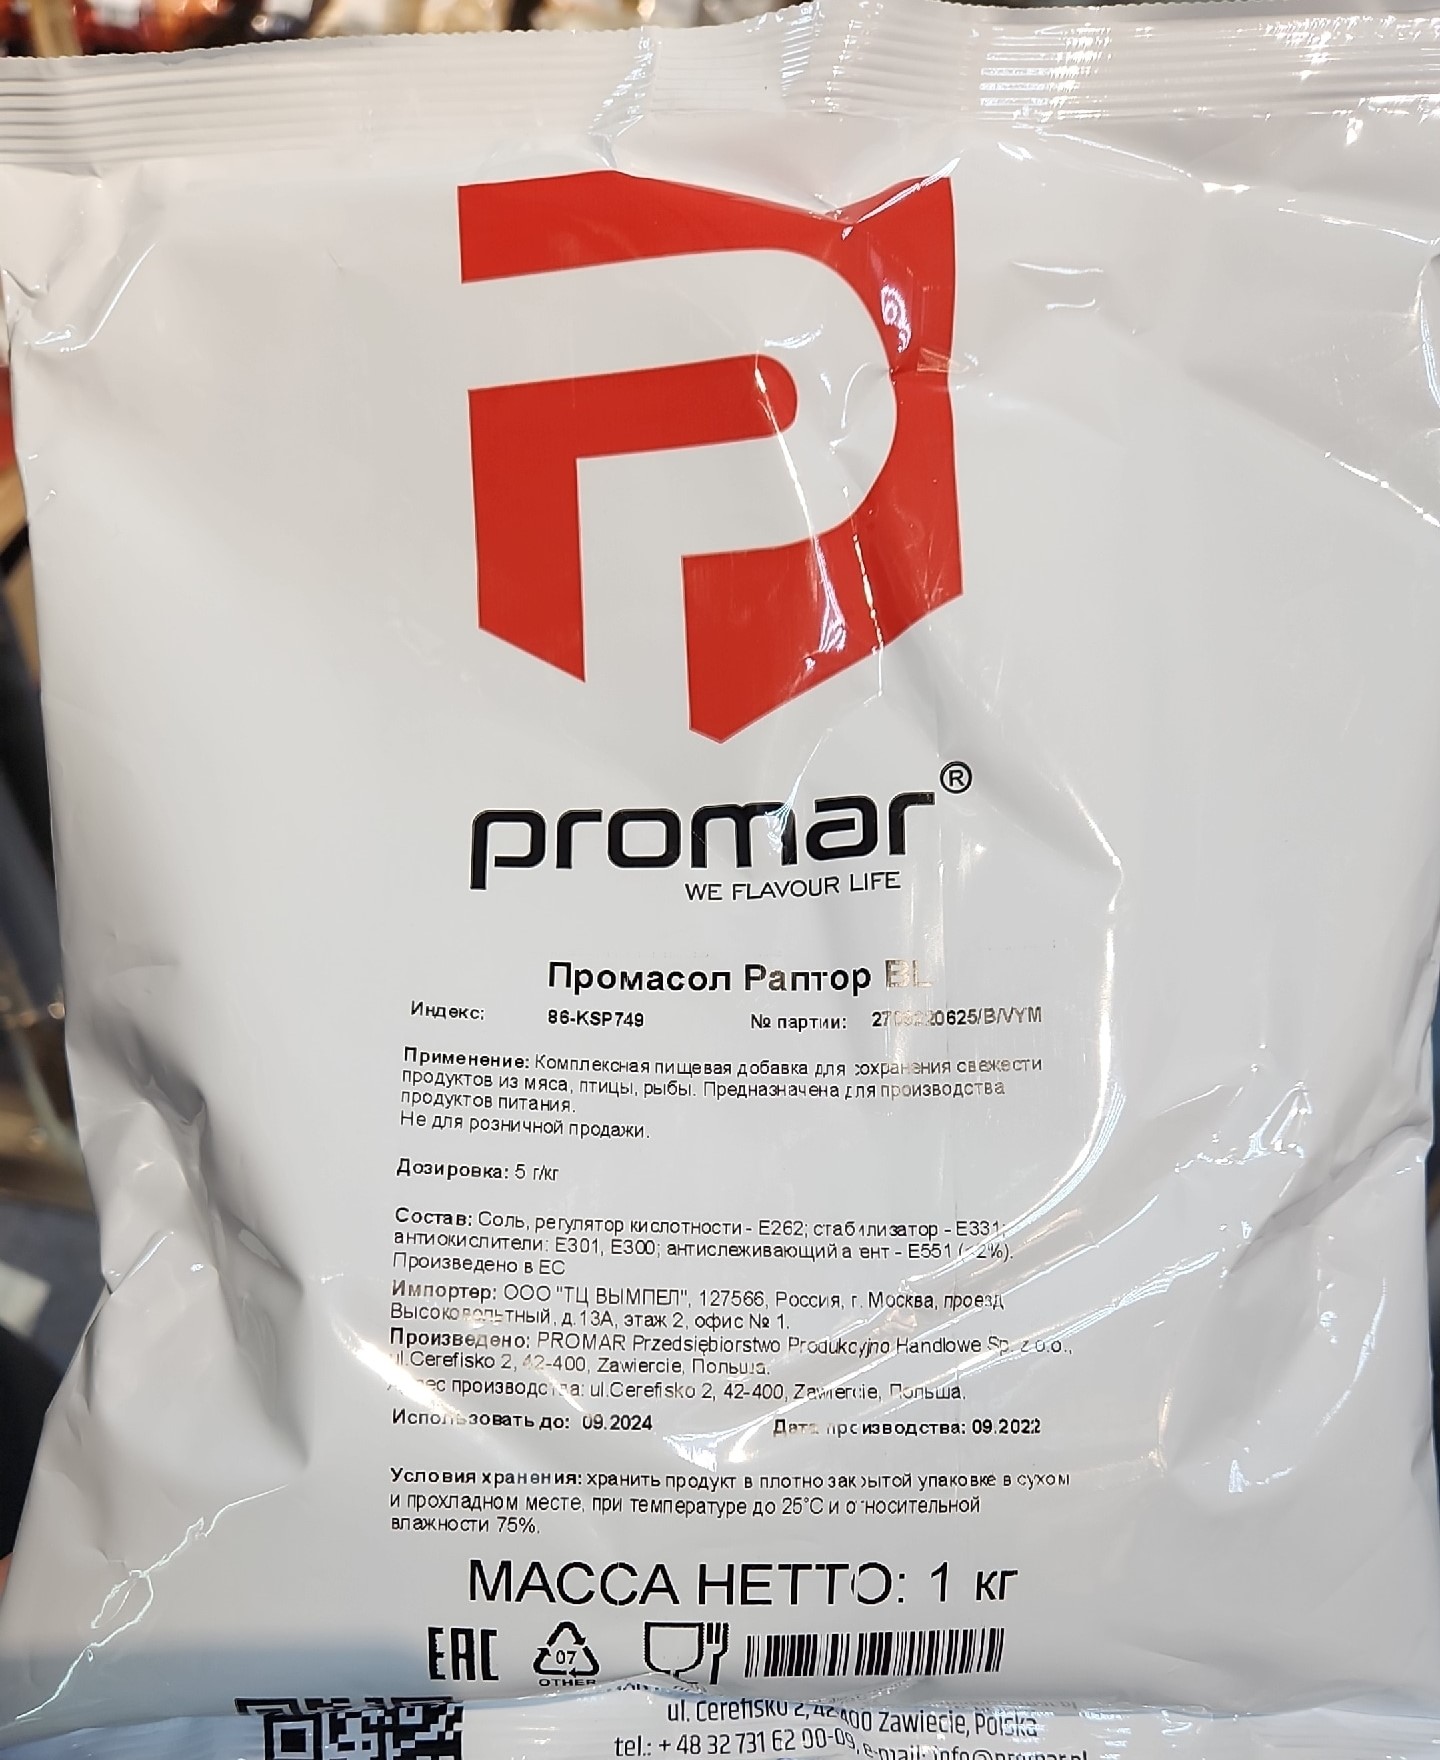 promar®
WE FLAVOUR LIFE
Промасол Раптор BL
Индекс: 86-KSP749 № партии:
Применение: Комплексная пищевая добавка для сохранения свежести
продуктов из мяса, птицы, рыбы. Предназначена для производства
продуктов питания.
Не для розничной продажи.
Дозировка: 5 г/кг
Состав: Соль, регулятор кислотности - Е262; стабилизатор - Е331;
антиокислители: Е301, Е300; антислеживающий агент - Е551
Произведено в ЕС
Импортер: ООО "ТЦ ВЫМПЕЛ", 127566, Россия, г. Москва, проезд
Высоковольтный, д.13А, этаж 2, офис № 1.
Произведено: PROMAR Przedsiębiorstwo Produkcyjno Handlowe Sp. z o.o.,
ul.Cerefisko 2, 42-400, Zawiercie, Польша.
Адрес производства: ul.Cerefisko 2, 42-400, Zawiercie, Польша.
Использовать до: 09.2024 Дата производства: 09.2022
Условия хранения: хранить продукт в плотно закрытой упаковке в сухом
и прохладном месте, при температуре до 25°С и относительной
влажности 75%.
МАССА НЕТТО: 1 кг
EAC 07
OTHER
ul. Cerefisko 2, 42-400 Zawiecie, Polska
tel.: + 48 32 731 62 00-09, e-mail: info@promar.pl